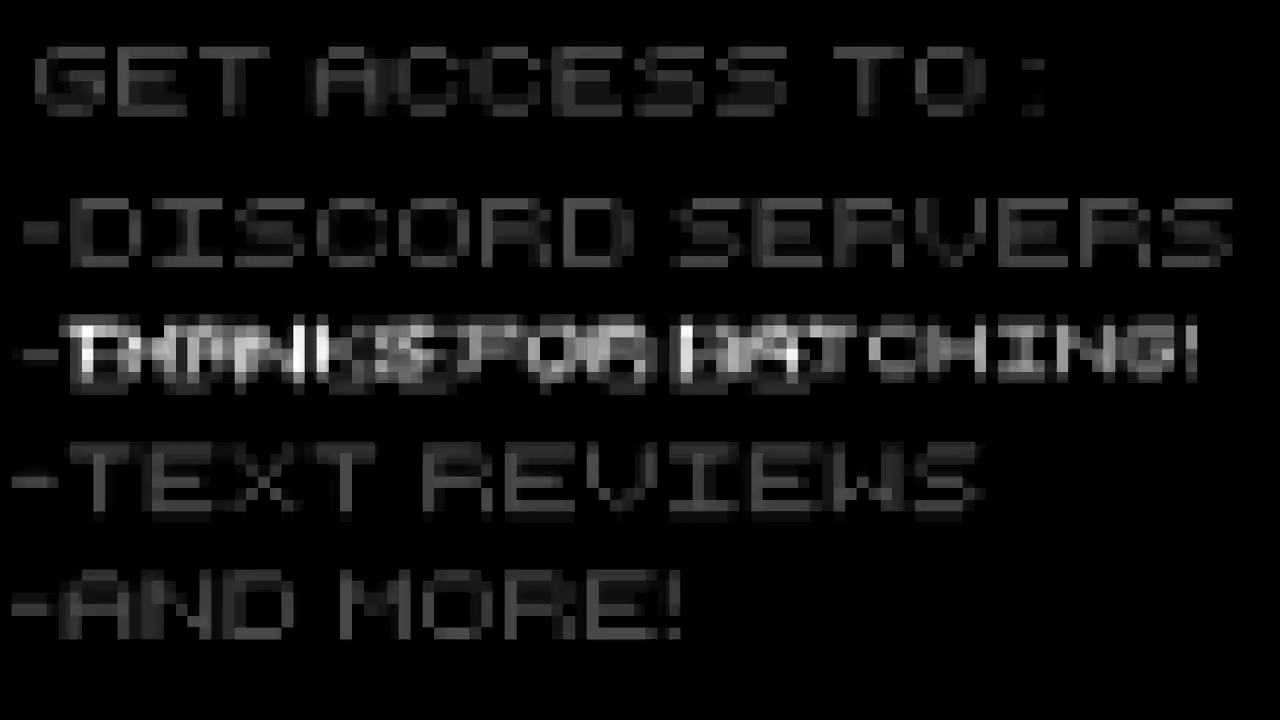 GET ACCESS TO :
-DISCORD SERVERS
- THANKS FOR WATCHING!
-TEXT REVIEWS
-AND MORE!